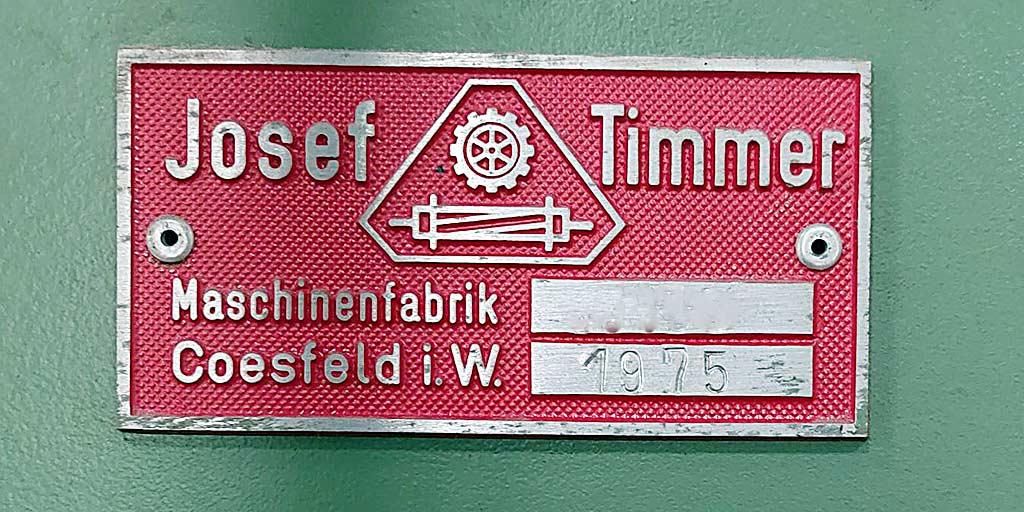 Josef Timmer
Maschinenfabrik
Coesfeld i. W.
1975